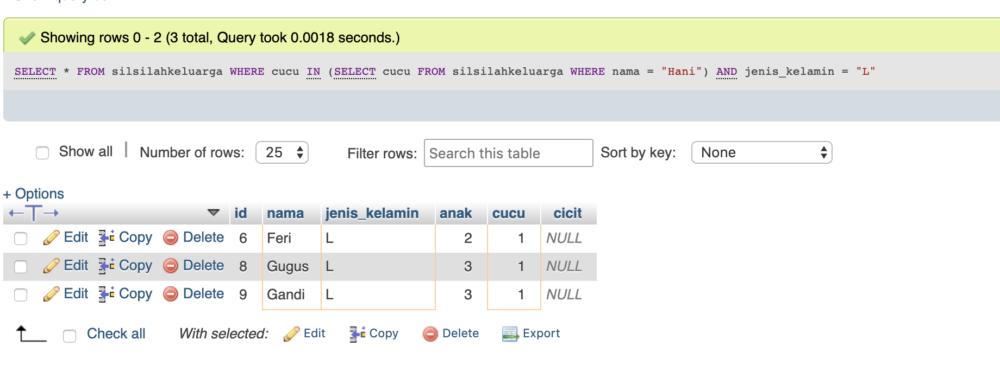 Showing rows 0 - 2 (3 total, Query took 0.0018 seconds.)
SELECT * FROM silsilahkeluarga WHERE cucu IN (SELECT cucu FROM silsilahkeluarga WHERE nama = "Hani") AND jenis_kelamin = "L"
Show all | Number of rows: 25 Filter rows: Search this table Sort by key: None
+ Options
←T→ id nama jenis_kelamin anak cucu cicit
Edit Copy Delete 6 Feri L 2 1 NULL
Edit Copy Delete 8 Gugus L 3 1 NULL
Edit Copy Delete 9 Gandi L 3 1 NULL
Check all With selected: Edit Copy Delete Export